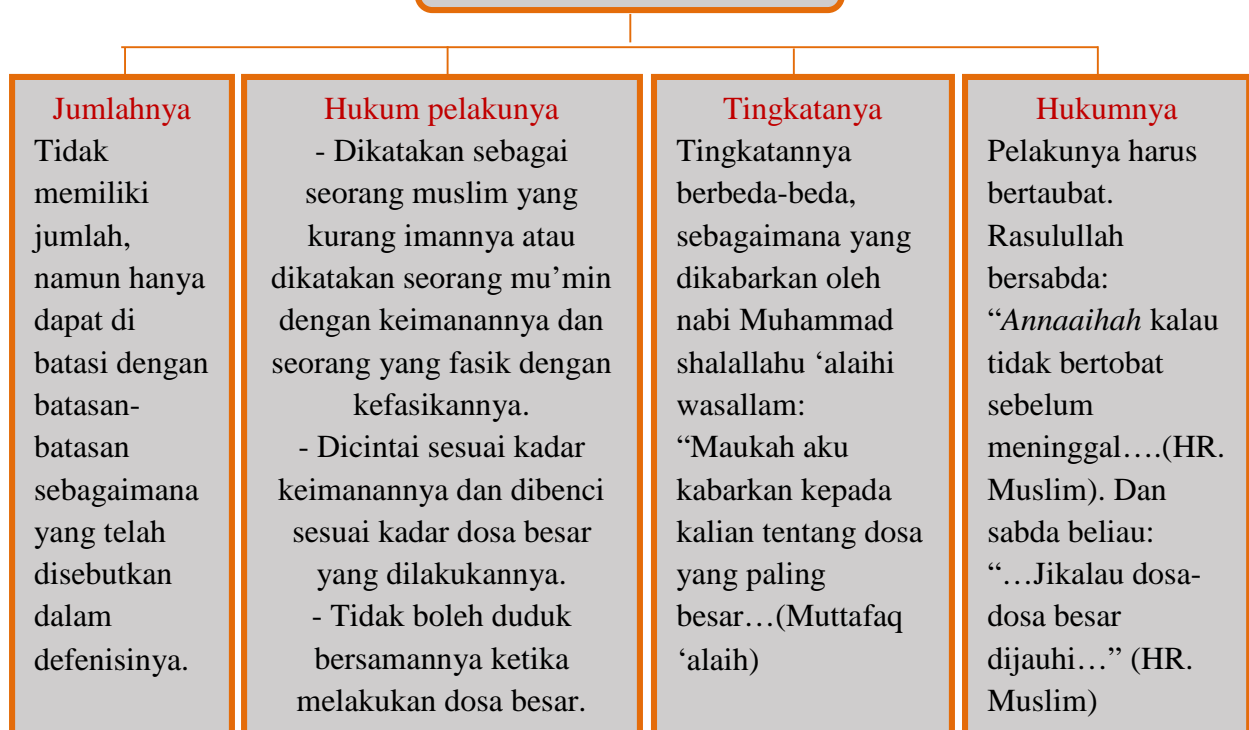 Jumlahnya
Tidak
memiliki
jumlah,
namun hanya
dapat di
batasi dengan
batasan-
batasan
sebagaimana
yang telah
disebutkan
dalam
defenisinya.
Hukum pelakunya
- Dikatakan sebagai
seorang muslim yang
kurang imannya atau
dikatakan seorang mu’min
dengan keimanannya dan
seorang yang fasik dengan
kefasikannya.
- Dicintai sesuai kadar
keimanannya dan dibenci
sesuai kadar dosa besar
yang dilakukannya.
- Tidak boleh duduk
bersamannya ketika
melakukan dosa besar.
Tingkatanya
Tingkatannya
berbeda-beda,
sebagaimana yang
dikabarkan oleh
nabi Muhammad
shalallahu ‘alaihi
wasallam:
“Maukah aku
kabarkan kepada
kalian tentang dosa
yang paling
besar…(Muttafaq
‘alaih)
Hukumnya
Pelakunya harus
bertaubat.
Rasulullah
bersabda:
“Annaaihah kalau
tidak bertobat
sebelum
meninggal….(HR.
Muslim). Dan
sabda beliau:
“…Jikalau dosa-
dosa besar
dijauhi…” (HR.
Muslim)